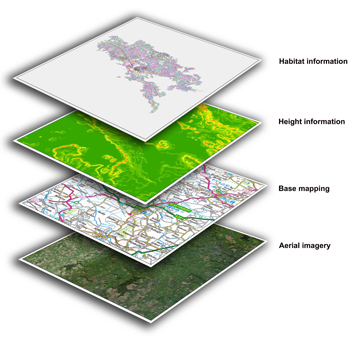 Habitat information
Height information
Base mapping
Aerial imagery